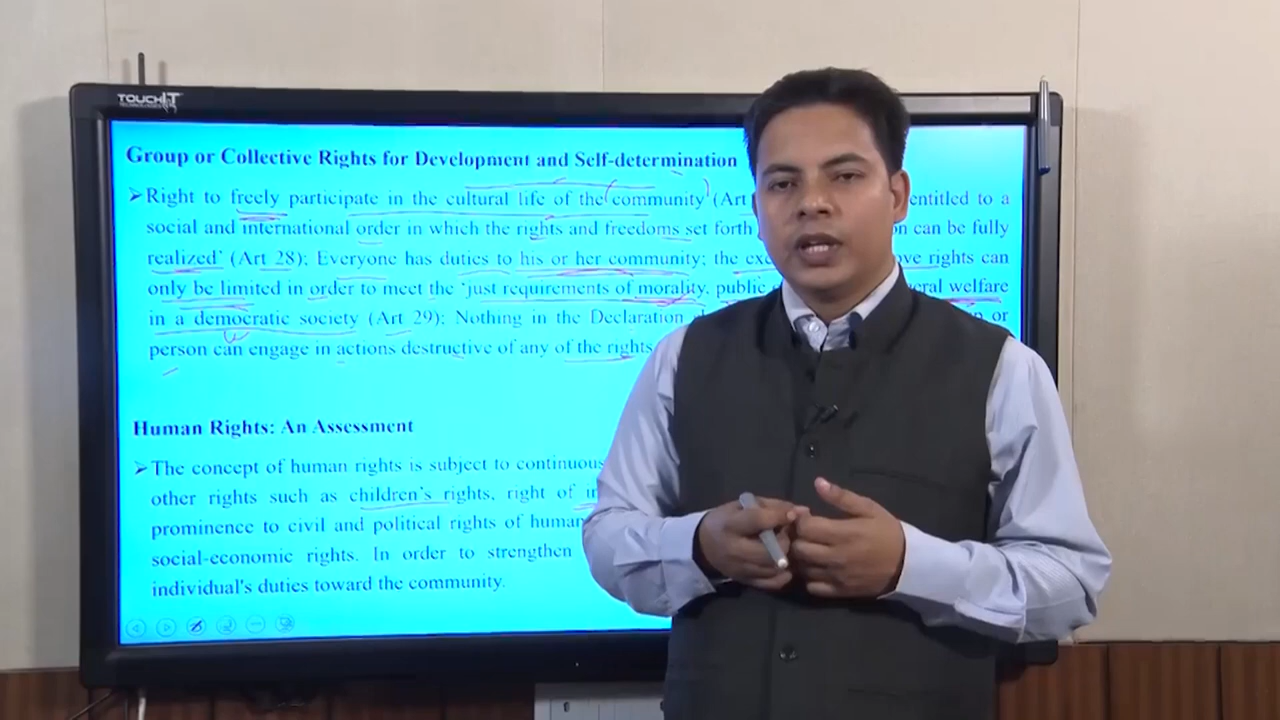 TOUCHIT
TECHNOLOGIES
Group or Collective Rights for Development and Self-determination
➤Right to freely participate in the cultural life of the community' (Art entitled to a
social and international order in which the rights and freedoms set forth can be fully
realized' (Art 28); Everyone has duties to his or her community; the rights can
only be limited in order to meet the 'just requirements of morality, public welfare
in a democratic society (Art 29); Nothing in the Declaration or
person can engage in actions destructive of any of the rights
Human Rights: An Assessment
➤The concept of human rights is subject to continuous
other rights such as children's rights, right of
prominence to civil and political rights of human
social-economic rights. In order to strengthen
individual's duties toward the community.